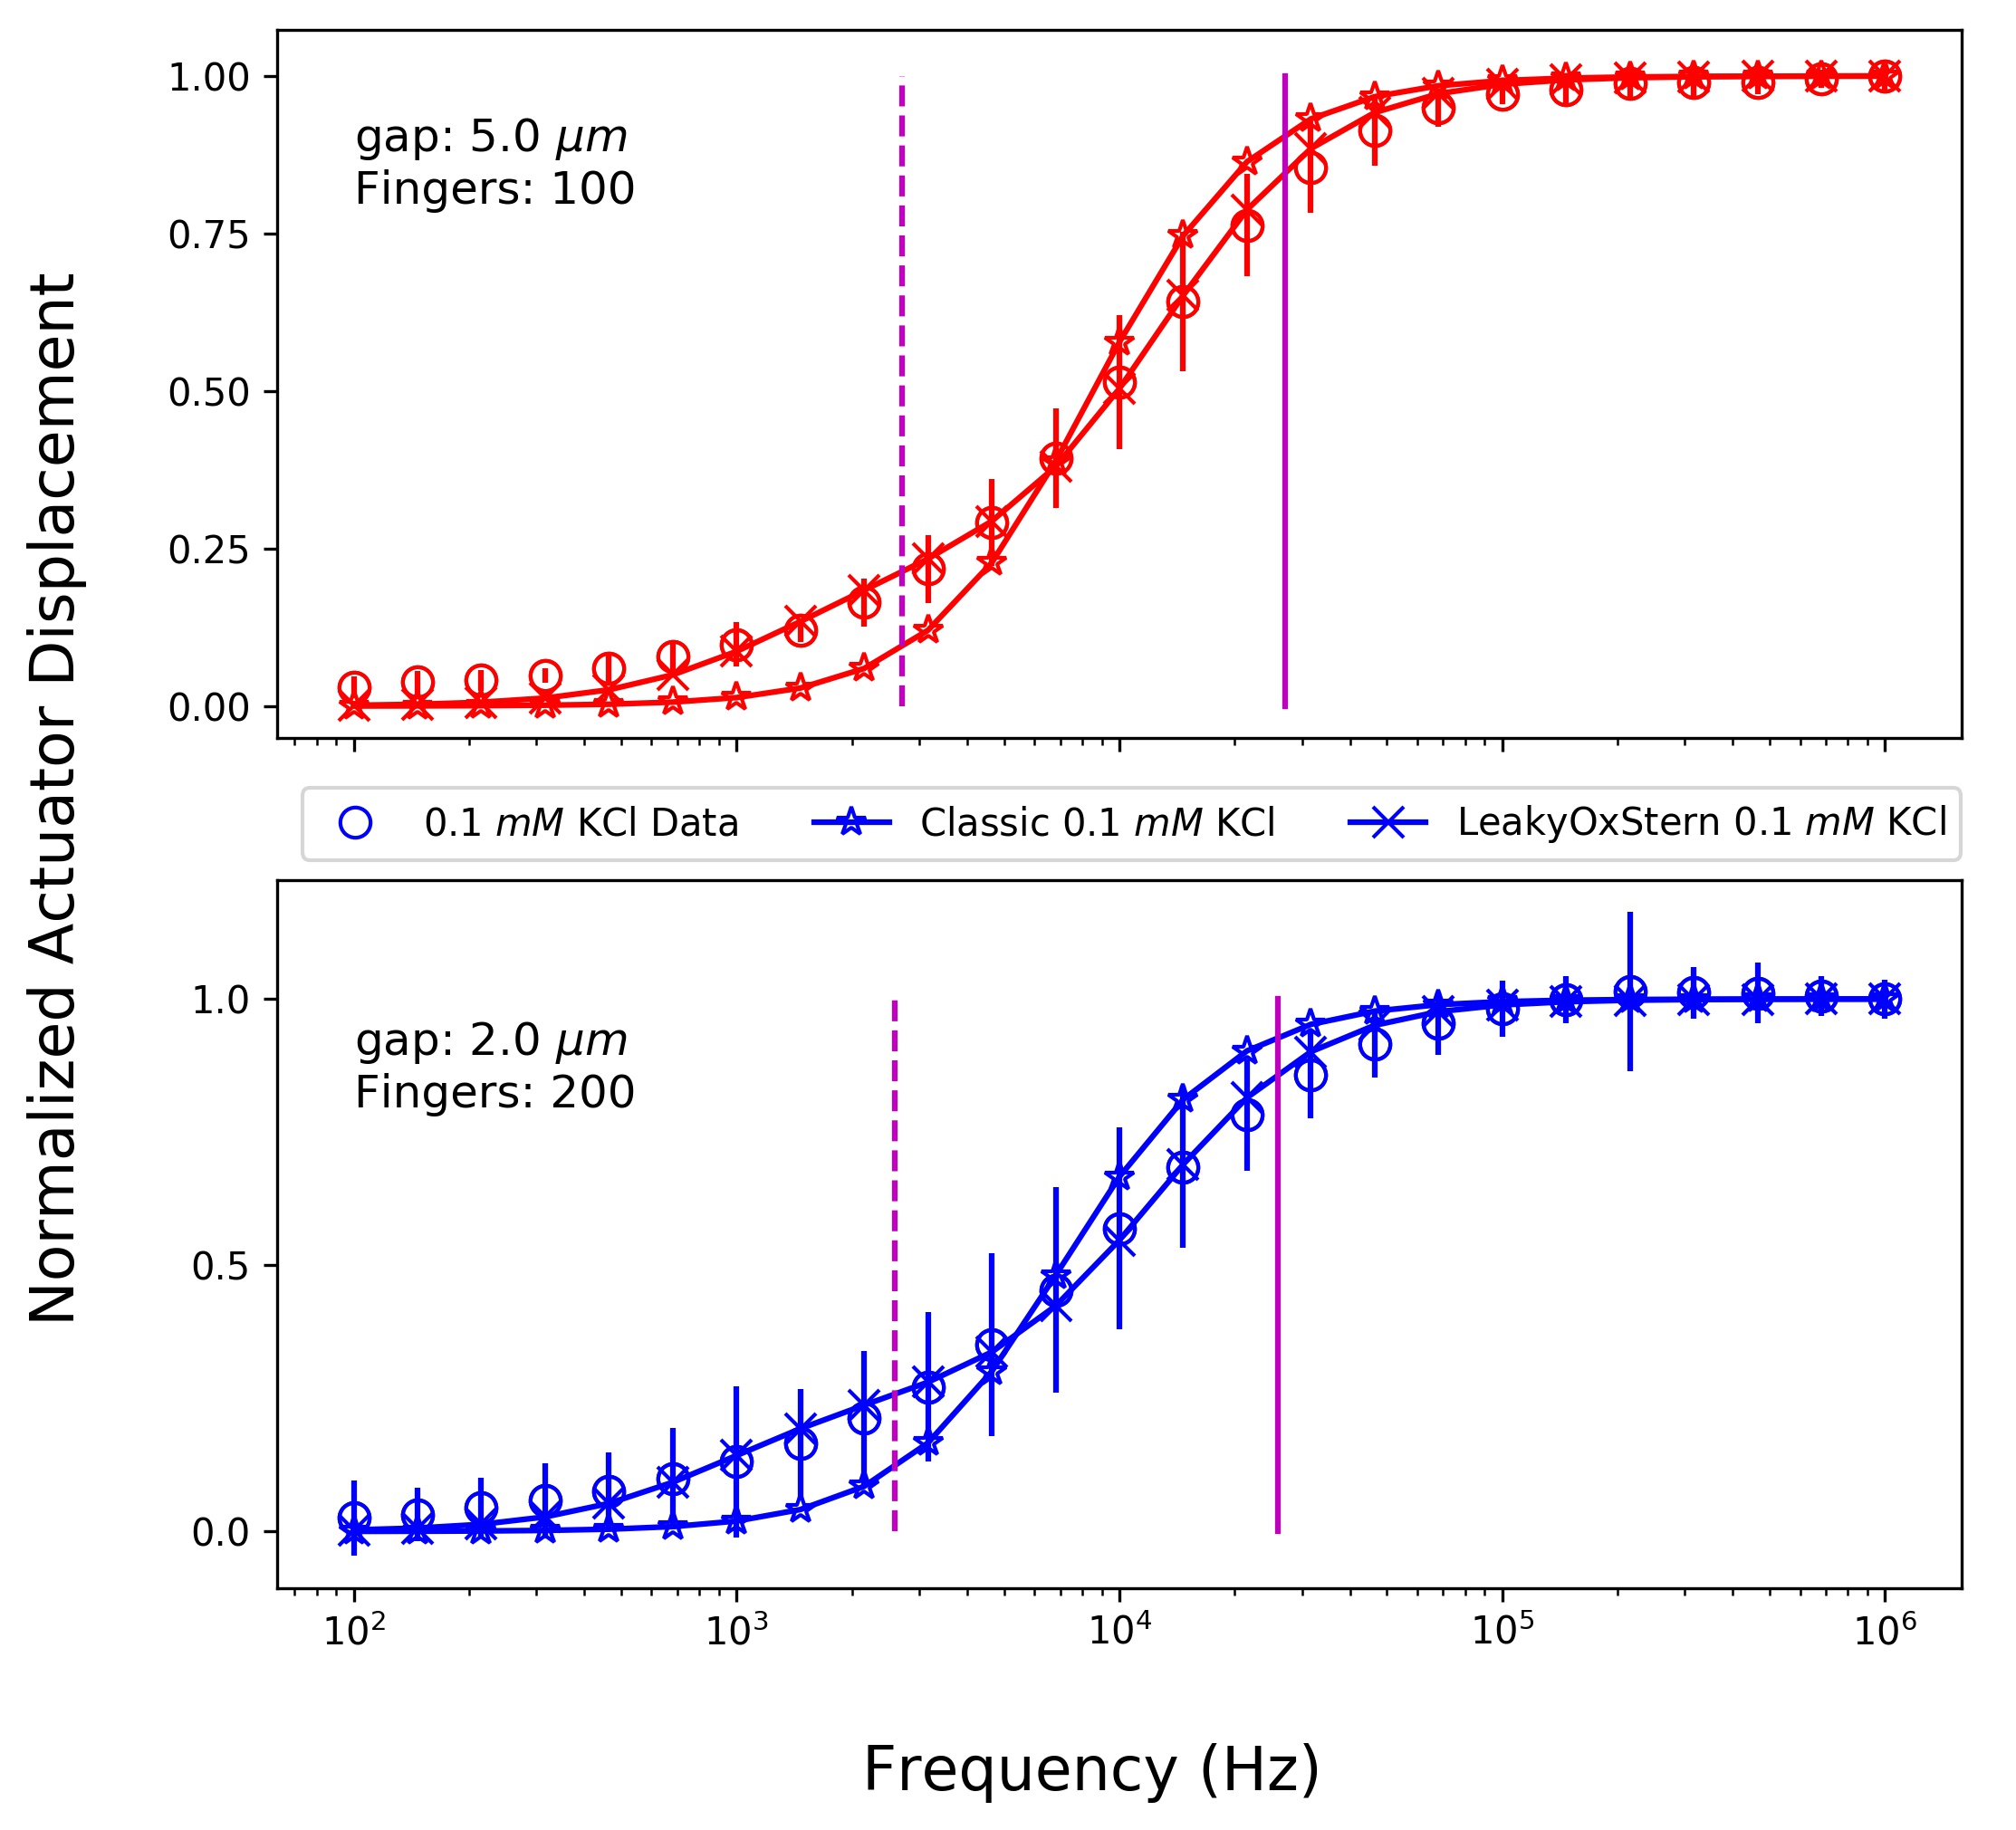 Normalized Actuator Displacement
1.00
0.75
0.50
0.25
0.00
gap: 5.0 μm
Fingers: 100
0.1 mM KCl Data
Classic 0.1 mM KCl
LeakyOxStern 0.1 mM KCl
1.0
0.5
0.0
gap: 2.0 μm
Fingers: 200
10²
10³
10⁴
10⁵
10⁶
Frequency (Hz)